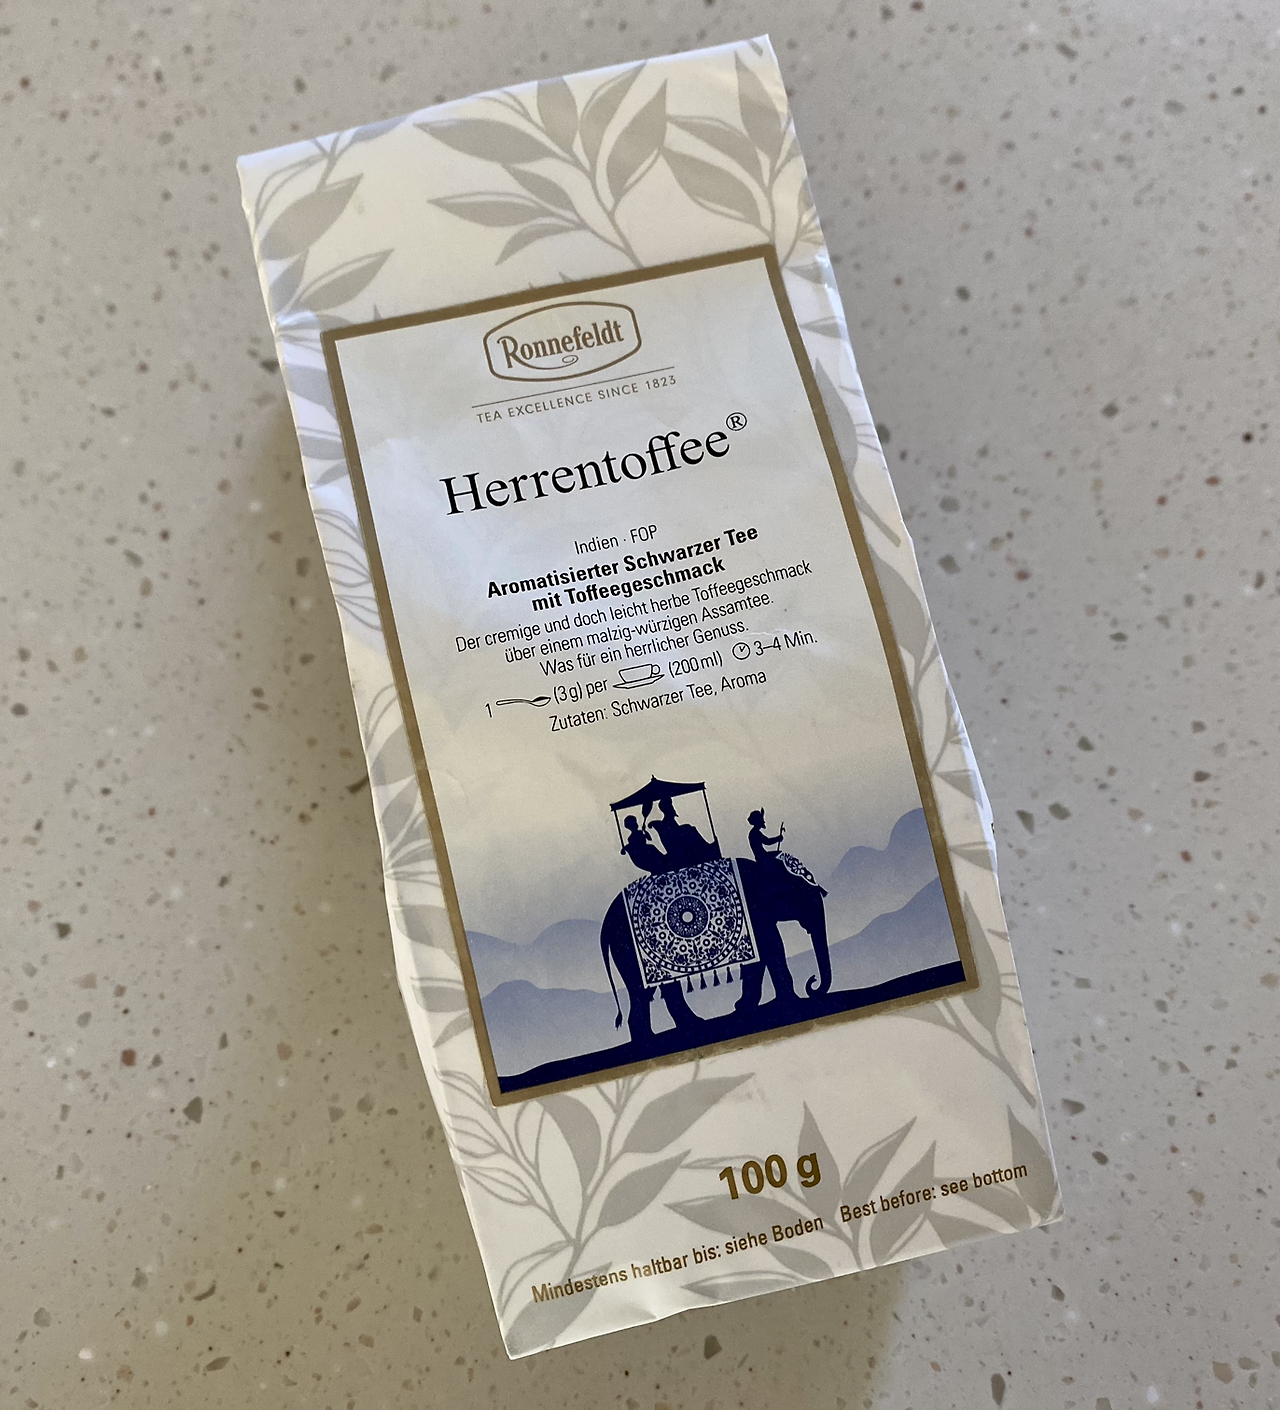 Ronnefeldt
TEA EXCELLENCE SINCE 1823
Herrentoffee®
Indien · FOP
Aromatisierter Schwarzer Tee
mit Toffeegeschmack
Der cremige und doch leicht herbe Toffeegeschmack
über einem malzig-würzigen Assamtee.
Was für ein herrlicher Genuss.
1 (3g) per (200 ml) 3–4 Min.
Zutaten: Schwarzer Tee, Aroma
100 g
Mindestens haltbar bis: siehe Boden Best before: see bottom